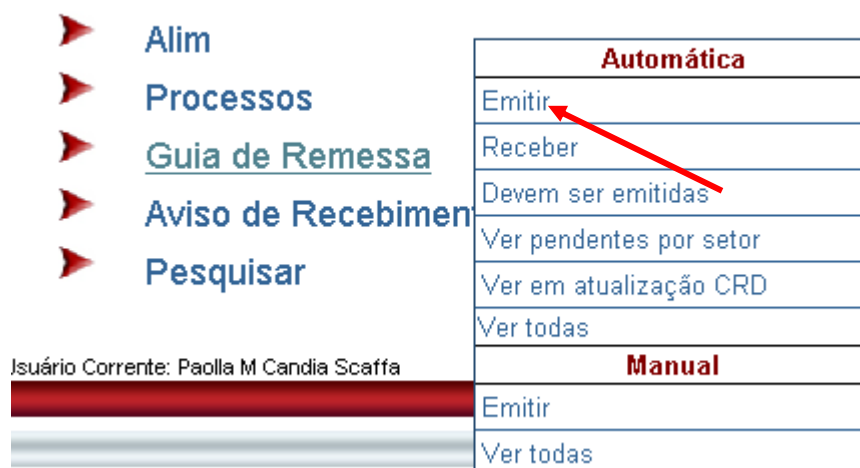 Alim
Processos
Guia de Remessa
Aviso de Recebimen
Pesquisar
Jsuário Corrente: Paolla M Candia Scaffa
Automática
Emitir
Receber
Devem ser emitidas
Ver pendentes por setor
Ver em atualização CRD
Ver todas
Manual
Emitir
Ver todas